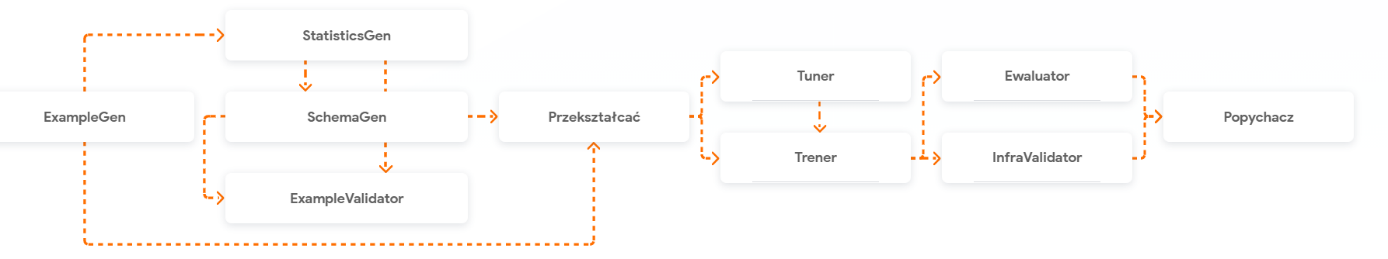 StatisticsGen
ExampleGen
SchemaGen
ExampleValidator
Przekształcać
Tuner
Trener
Ewaluator
InfraValidator
Popychacz